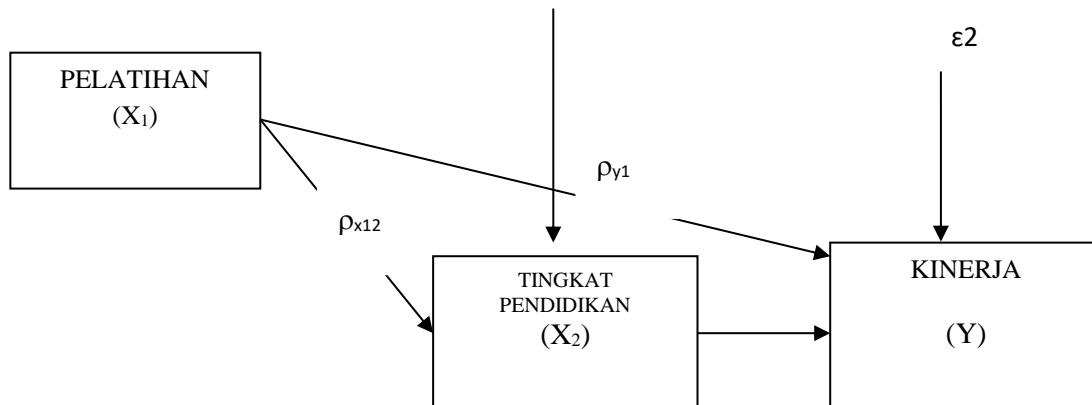 ε2
PELATIHAN
(X₁)
ρy1
ρx12
TINGKAT
PENDIDIKAN
(X₂)
KINERJA
(Y)